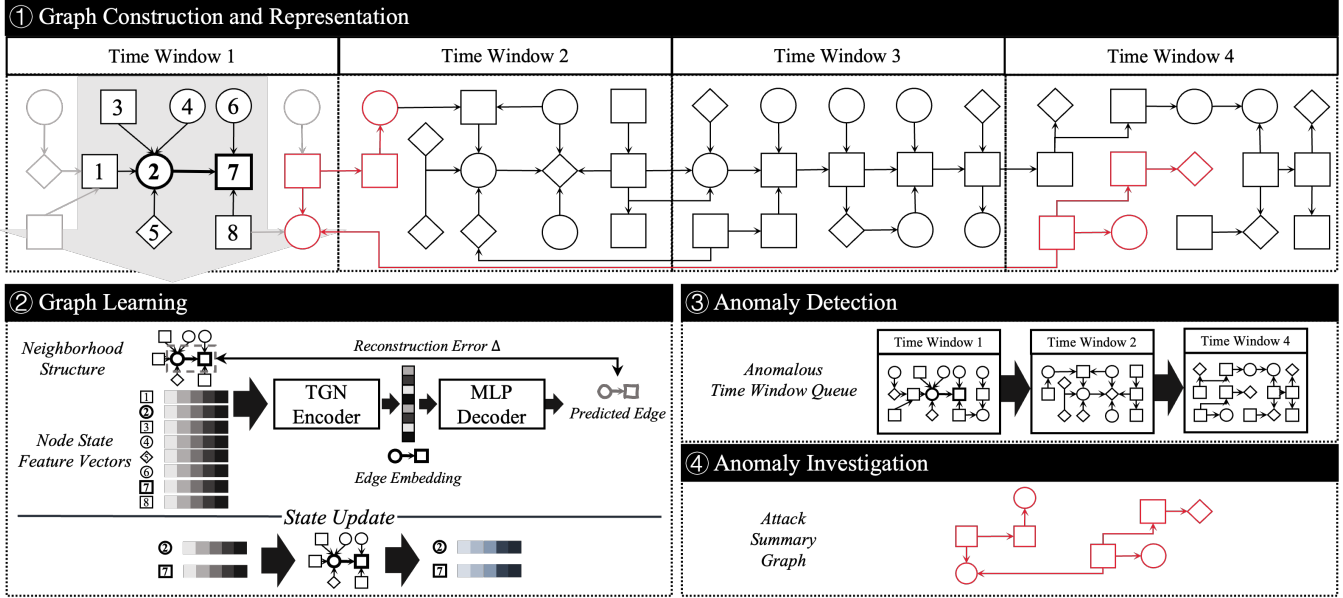 ① Graph Construction and Representation
Time Window 1
Time Window 2
Time Window 3
Time Window 4
3
4
6
1
2
7
5
8
② Graph Learning
Neighborhood
Structure
Reconstruction Error Δ
1
2
3
4
5
6
7
8
Node State
Feature Vectors
TGN
Encoder
MLP
Decoder
Predicted Edge
Edge Embedding
State Update
2
7
2
7
③ Anomaly Detection
Anomalous
Time Window Queue
Time Window 1
Time Window 2
Time Window 4
④ Anomaly Investigation
Attack
Summary
Graph